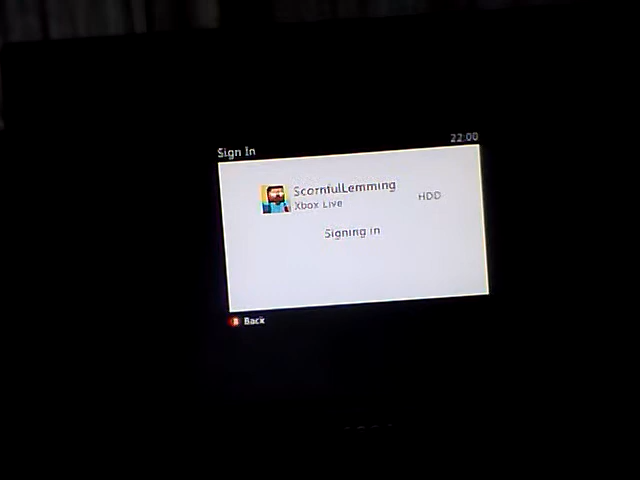 Sign In
22:00
ScornfulLemming
Xbox Live
HDD
Signing in
B Back